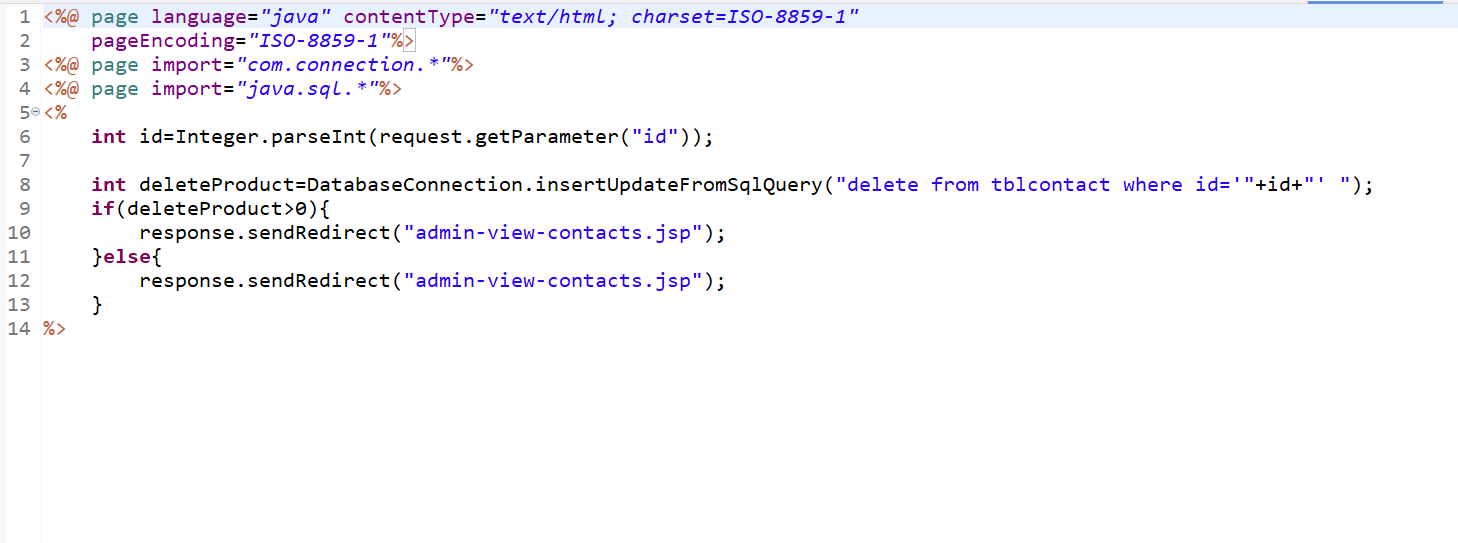 1 <%@ page language="java" contentType="text/html; charset=ISO-8859-1"
2     pageEncoding="ISO-8859-1"%>
3 <%@ page import="com.connection.*"%>
4 <%@ page import="java.sql.*"%>
5 <%
6     int id=Integer.parseInt(request.getParameter("id"));
7
8     int deleteProduct=DatabaseConnection.insertUpdateFromSqlQuery("delete from tblcontact where id='"+id+"' ");
9     if(deleteProduct>0){
10         response.sendRedirect("admin-view-contacts.jsp");
11     }else{
12         response.sendRedirect("admin-view-contacts.jsp");
13     }
14 %>